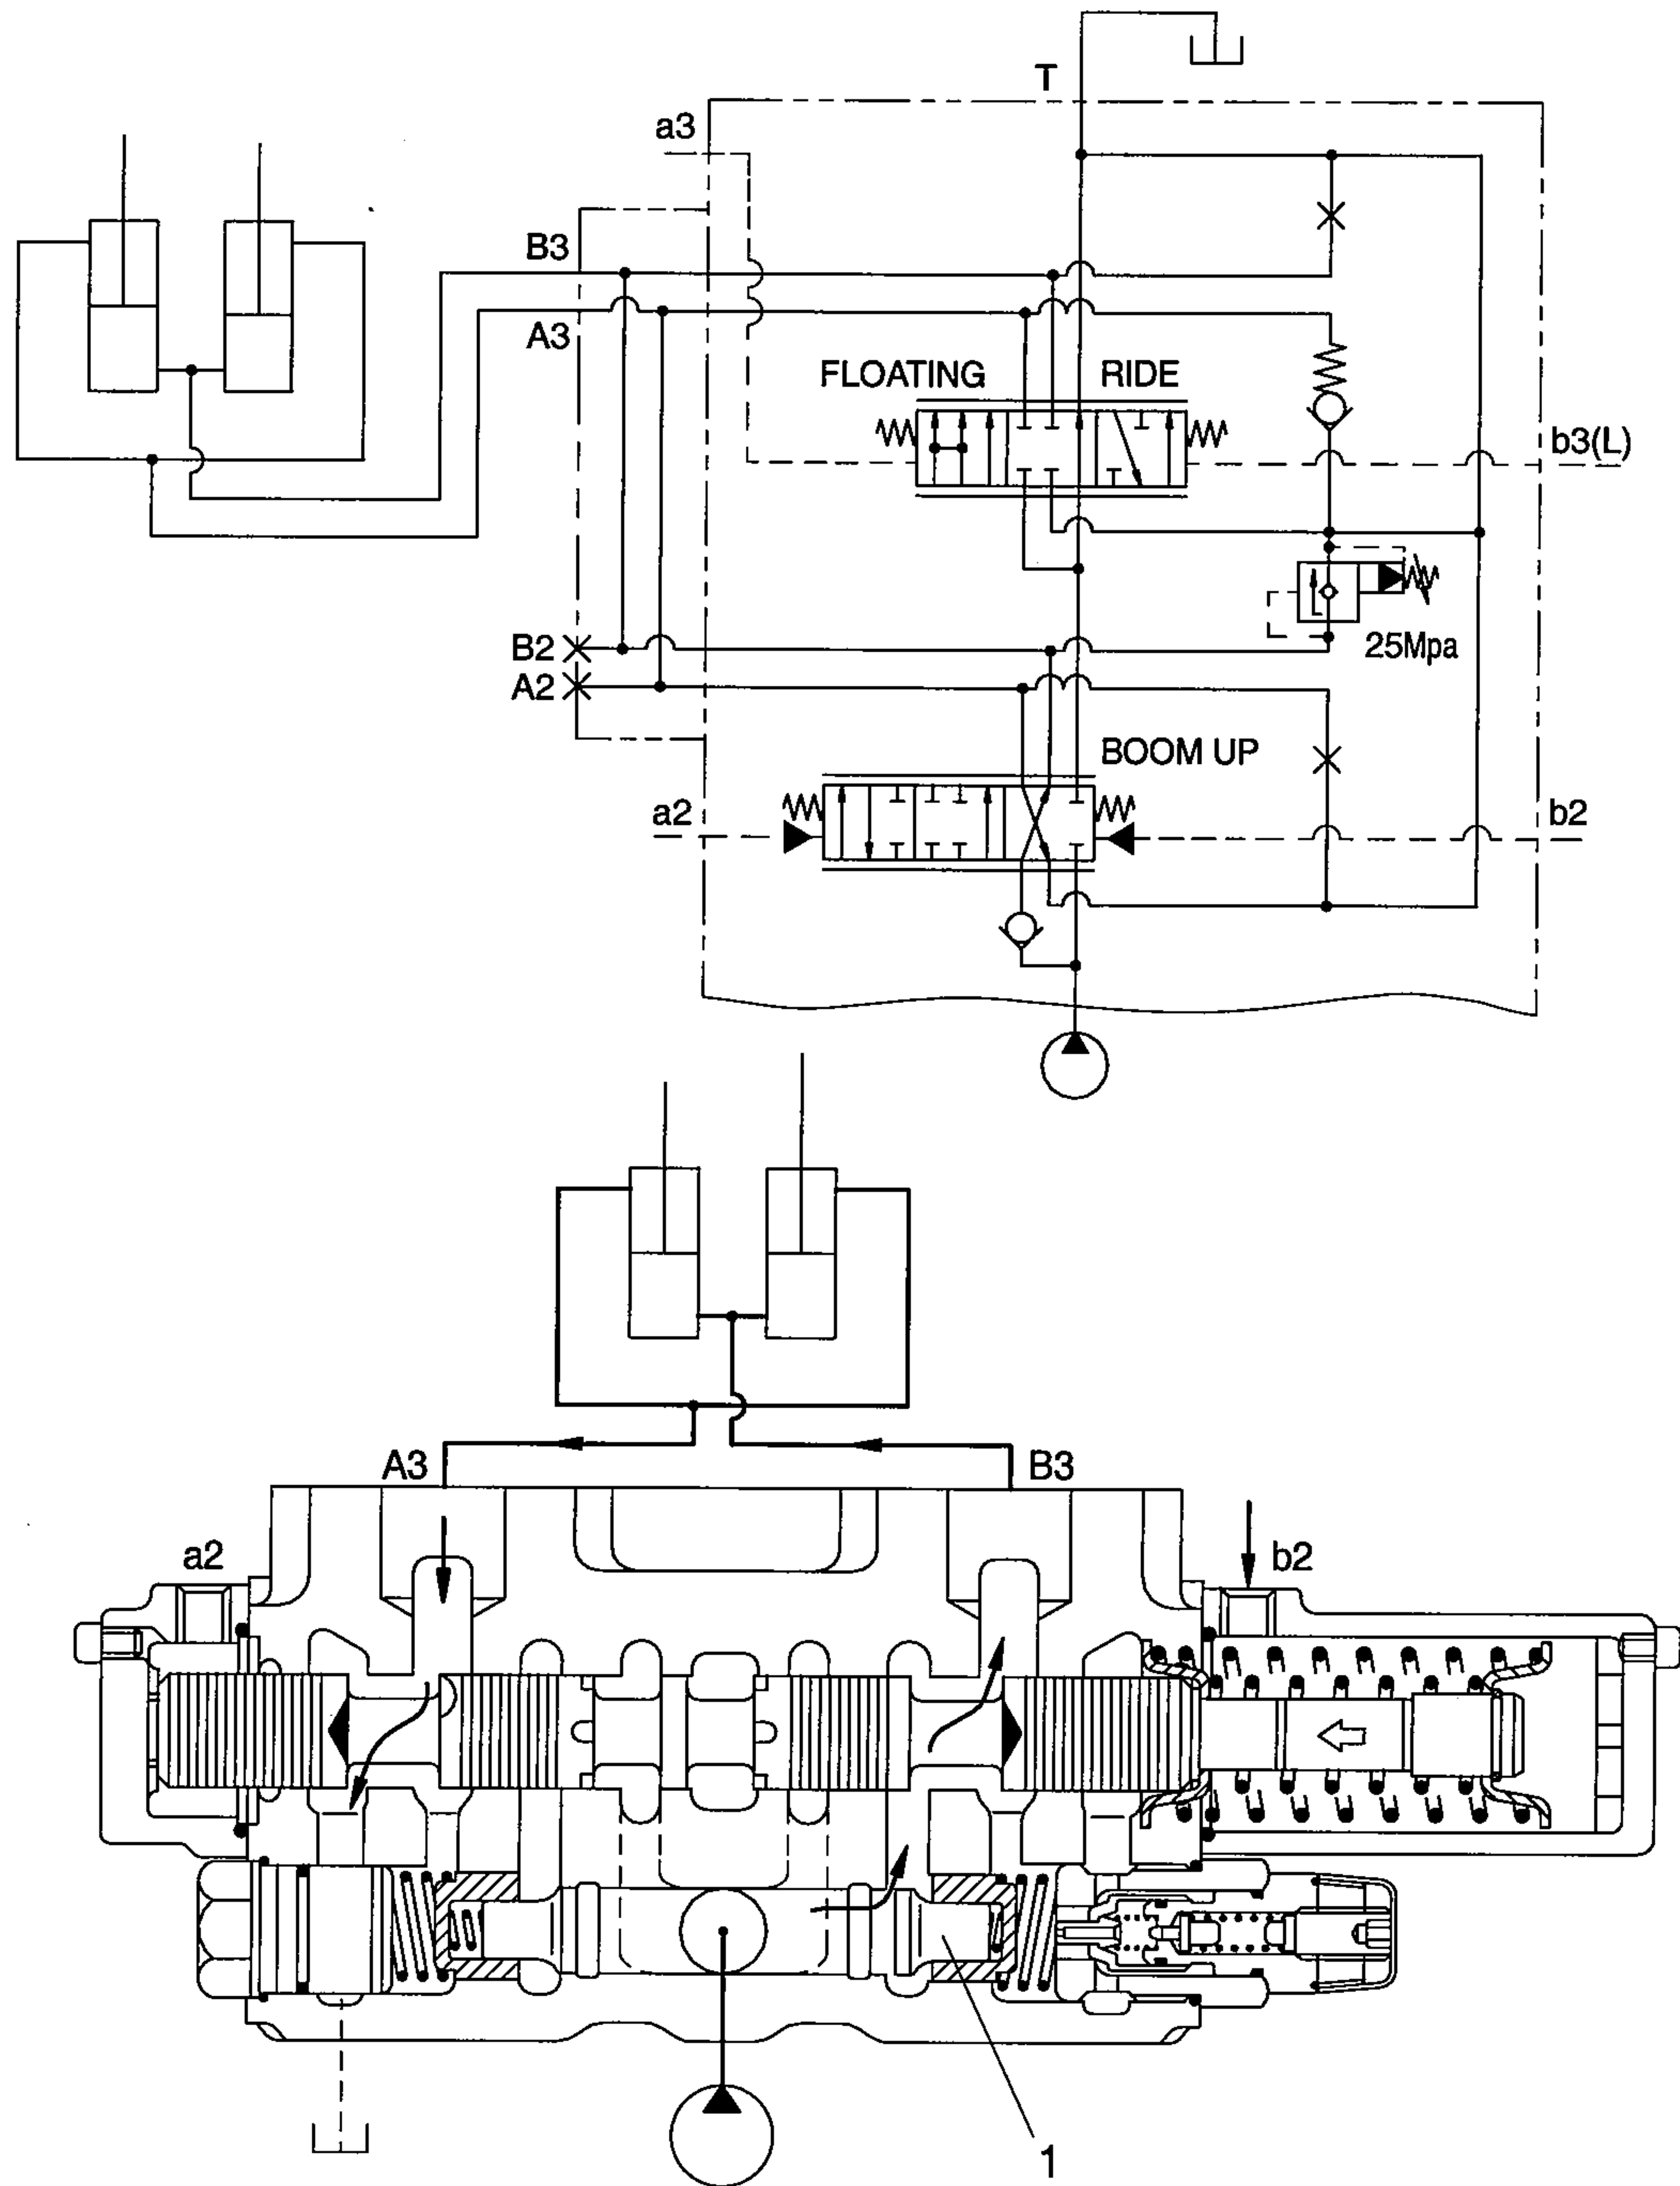 T
a3
B3
A3
FLOATING RIDE
b3(L)
B2
25Mpa
A2
BOOM UP
a2
b2
A3
B3
a2
b2
1